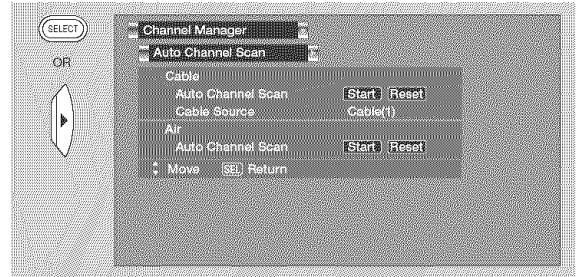 SELECT
OR
Channel Manager
Auto Channel Scan
Cable
Auto Channel Scan Start Reset
Cable Source Cable(1)
Air
Auto Channel Scan Start Reset
Move SEL Return